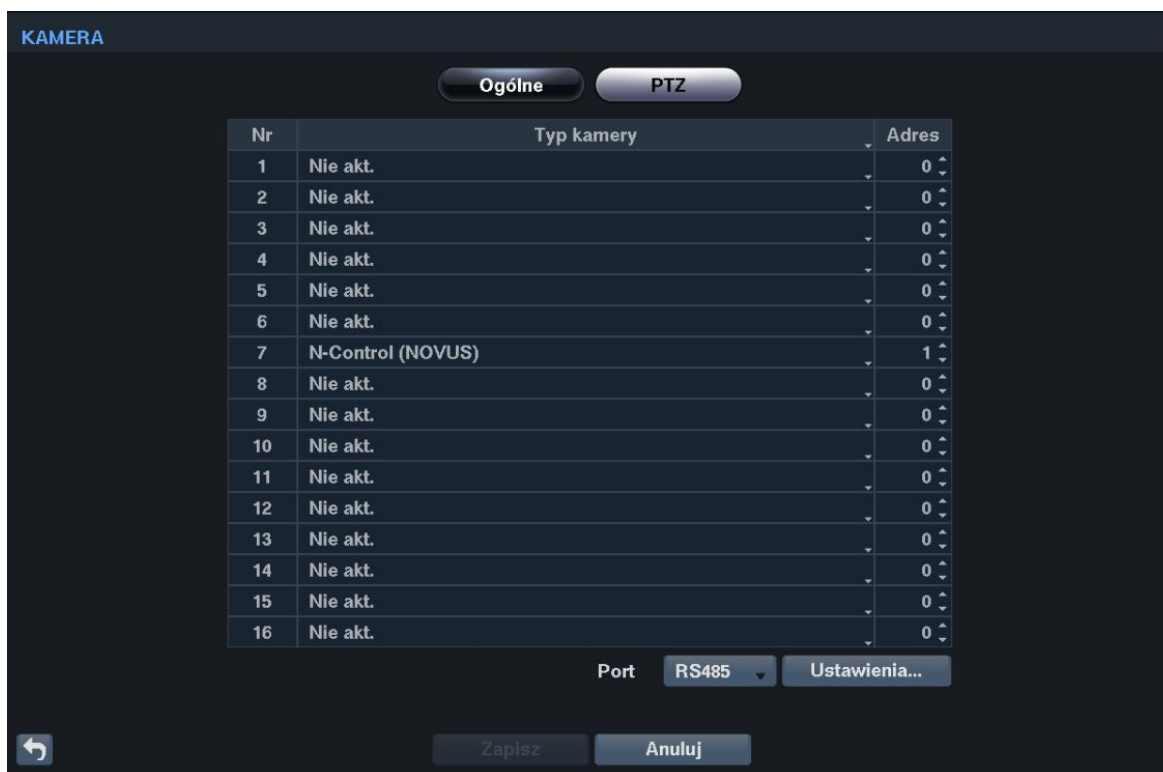 KAMERA
Ogólne PTZ
Nr Typ kamery Adres
1 Nie akt. 0
2 Nie akt. 0
3 Nie akt. 0
4 Nie akt. 0
5 Nie akt. 0
6 Nie akt. 0
7 N-Control (NOVUS) 1
8 Nie akt. 0
9 Nie akt. 0
10 Nie akt. 0
11 Nie akt. 0
12 Nie akt. 0
13 Nie akt. 0
14 Nie akt. 0
15 Nie akt. 0
16 Nie akt. 0
Port RS485 Ustawienia...
Zapisz Anuluj